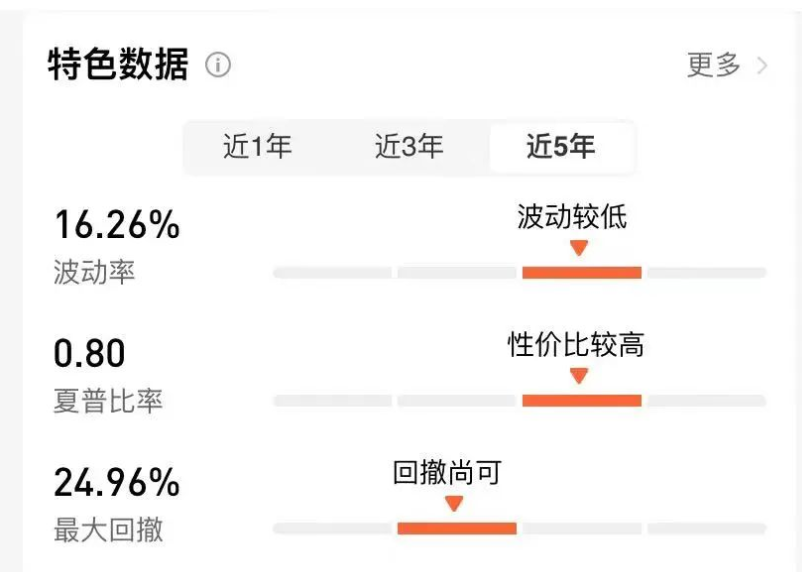 特色数据
更多
近1年 近3年 近5年
16.26% 波动较低
波动率
0.80 性价比较高
夏普比率
24.96% 回撤尚可
最大回撤